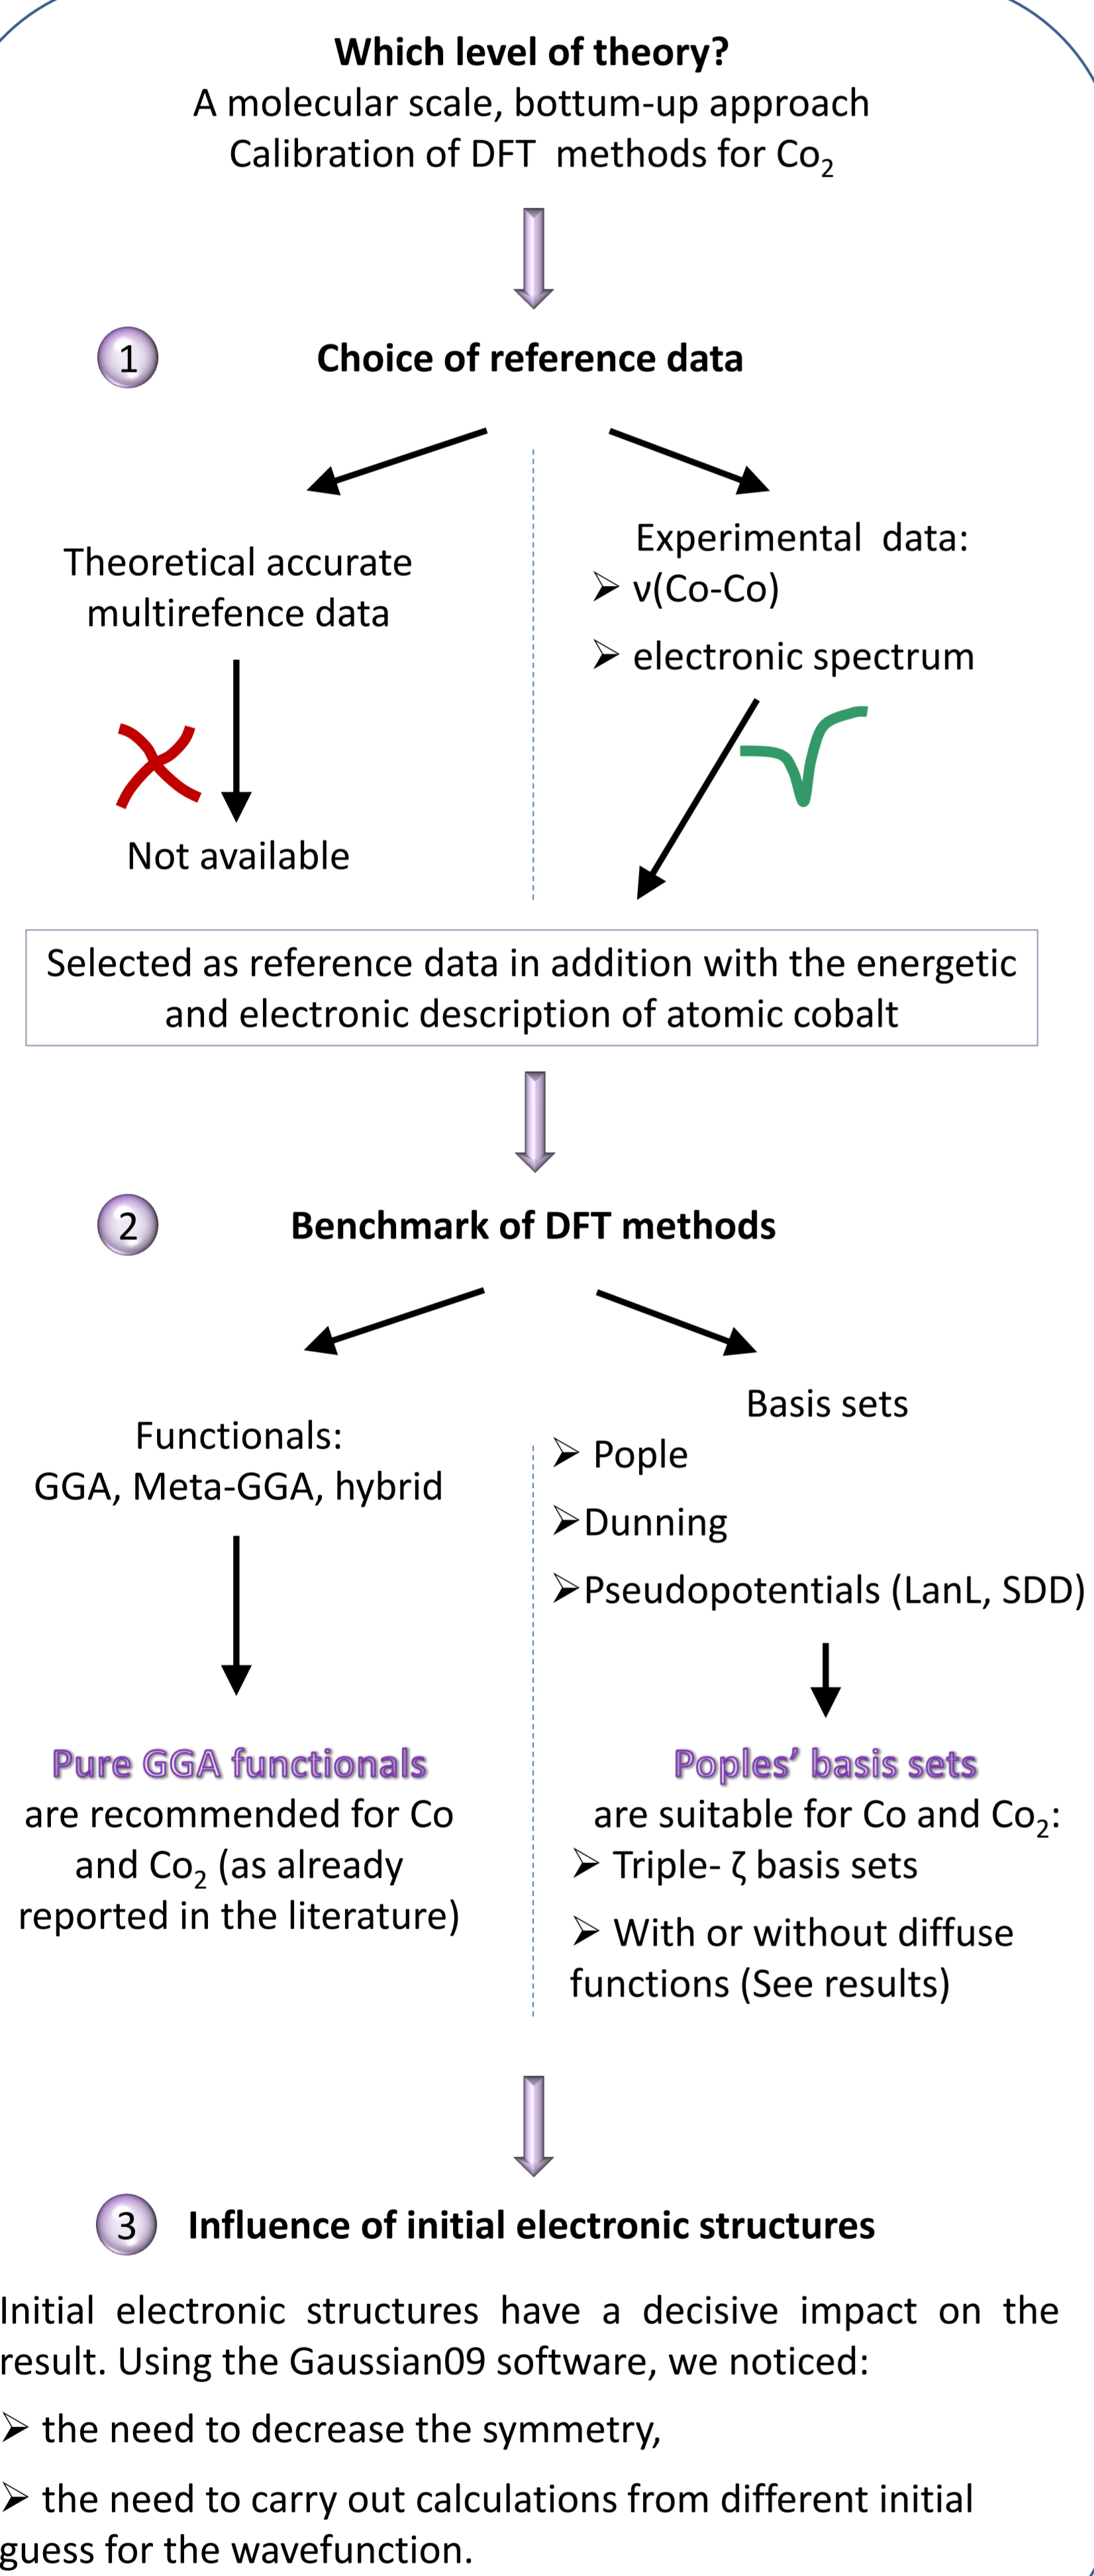 Which level of theory?
A molecular scale, bottum-up approach
Calibration of DFT methods for Co₂
1
Choice of reference data
Theoretical accurate
multirefence data
Not available
Experimental data:
➢ ν(Co-Co)
➢ electronic spectrum
Selected as reference data in addition with the energetic
and electronic description of atomic cobalt
2
Benchmark of DFT methods
Functionals:
GGA, Meta-GGA, hybrid
Pure GGA functionals
are recommended for Co
and Co₂ (as already
reported in the literature)
Basis sets
➢ Pople
➢Dunning
➢Pseudopotentials (LanL, SDD)
Poples’ basis sets
are suitable for Co and Co₂:
➢ Triple- ζ basis sets
➢ With or without diffuse
functions (See results)
3
Influence of initial electronic structures
Initial electronic structures have a decisive impact on the
result. Using the Gaussian09 software, we noticed:
➢ the need to decrease the symmetry,
➢ the need to carry out calculations from different initial
guess for the wavefunction.